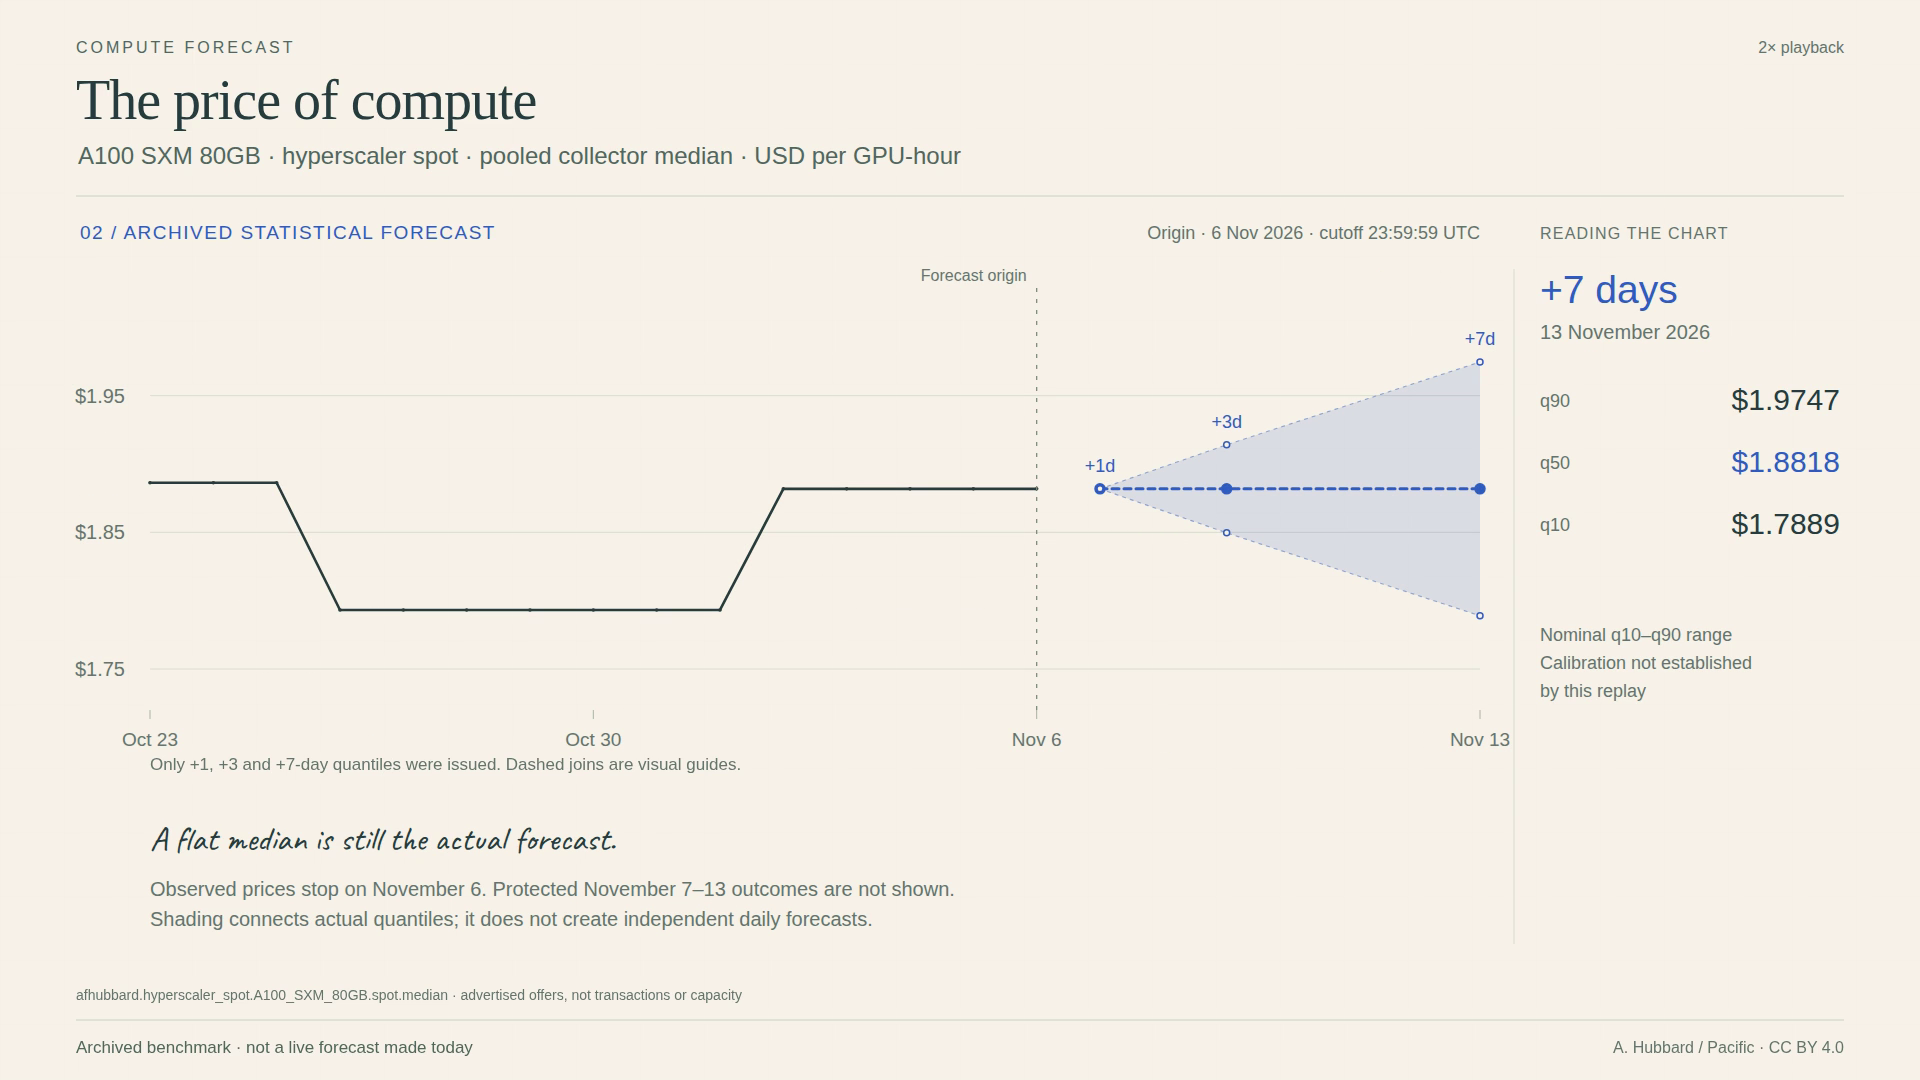 COMPUTE FORECAST
2× playback
The price of compute
A100 SXM 80GB · hyperscaler spot · pooled collector median · USD per GPU-hour
02 / ARCHIVED STATISTICAL FORECAST
Origin · 6 Nov 2026 · cutoff 23:59:59 UTC
Forecast origin
+7d
$1.95
+3d
+1d
$1.85
$1.75
Oct 23
Oct 30
Nov 6
Nov 13
Only +1, +3 and +7-day quantiles were issued. Dashed joins are visual guides.
READING THE CHART
+7 days
13 November 2026
q90 $1.9747
q50 $1.8818
q10 $1.7889
Nominal q10–q90 range
Calibration not established
by this replay
A flat median is still the actual forecast.
Observed prices stop on November 6. Protected November 7–13 outcomes are not shown.
Shading connects actual quantiles; it does not create independent daily forecasts.
afhubbard.hyperscaler_spot.A100_SXM_80GB.spot.median · advertised offers, not transactions or capacity
Archived benchmark · not a live forecast made today
A. Hubbard / Pacific · CC BY 4.0